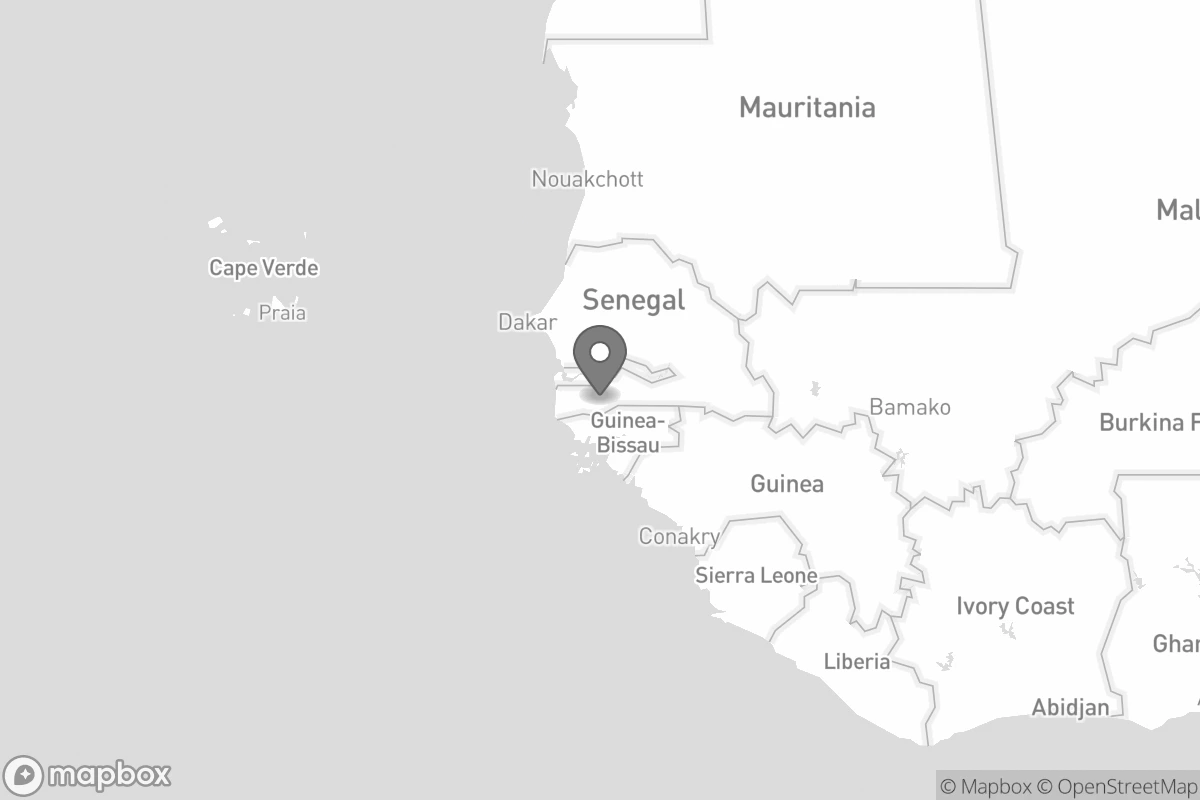 Mauritania
Nouakchott
Mal
Cape Verde
Praia
Senegal
Dakar
Bamako
Guinea-
Bissau
Burkina F
Guinea
Conakry
Sierra Leone
Ivory Coast
Liberia
Ghan
Abidjan
mapbox
© Mapbox © OpenStreetMap